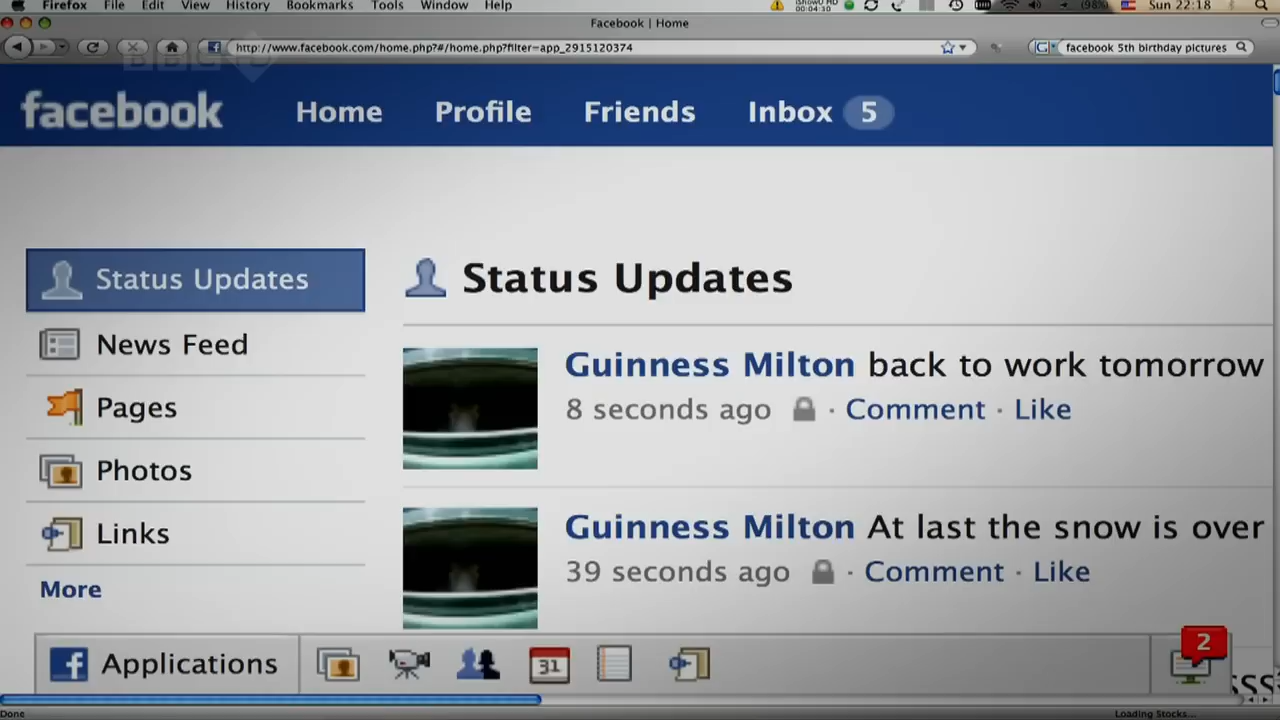 Firefox File Edit View History Bookmarks Tools Window Help (98%) Sun 22:18
Facebook | Home
http://www.facebook.com/home.php?#/home.php?filter=app_2915120374
facebook 5th birthday pictures
facebook Home Profile Friends Inbox 5
Status Updates
News Feed
Pages
Photos
Links
More
Status Updates
Guinness Milton back to work tomorrow
8 seconds ago · Comment · Like
Guinness Milton At last the snow is over
39 seconds ago · Comment · Like
Applications
31
2
Done
Loading Stocks...